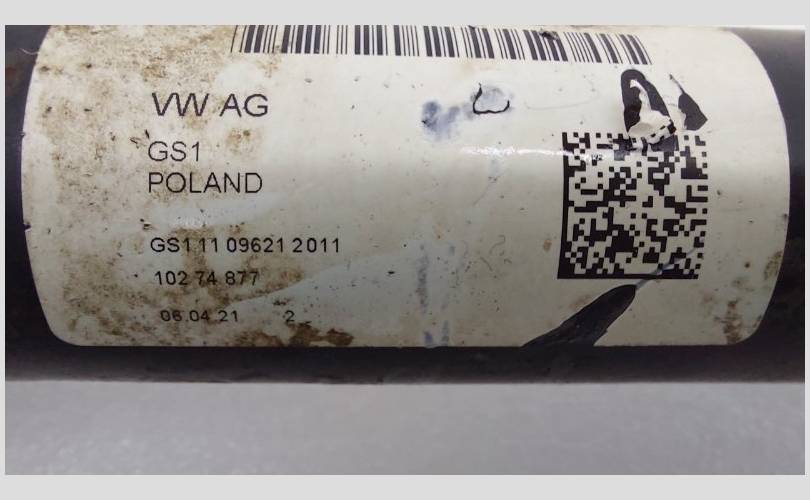 VW AG
GS1
POLAND
GS1 11 09621 2011
102 74 877
06.04.21 2